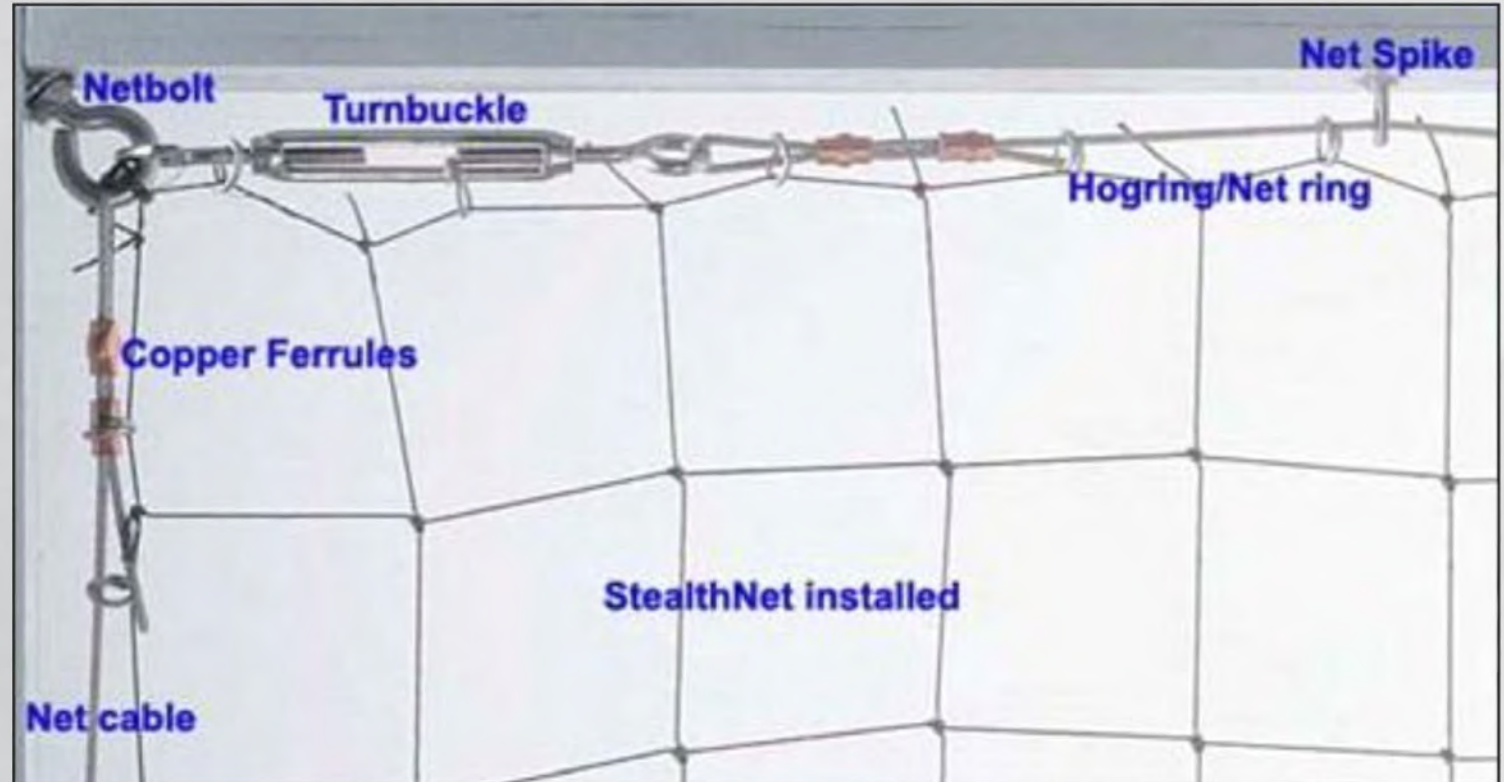 Net Spike
Netbolt
Turnbuckle
Hogring/Net ring
Copper Ferrules
StealthNet installed
Net cable